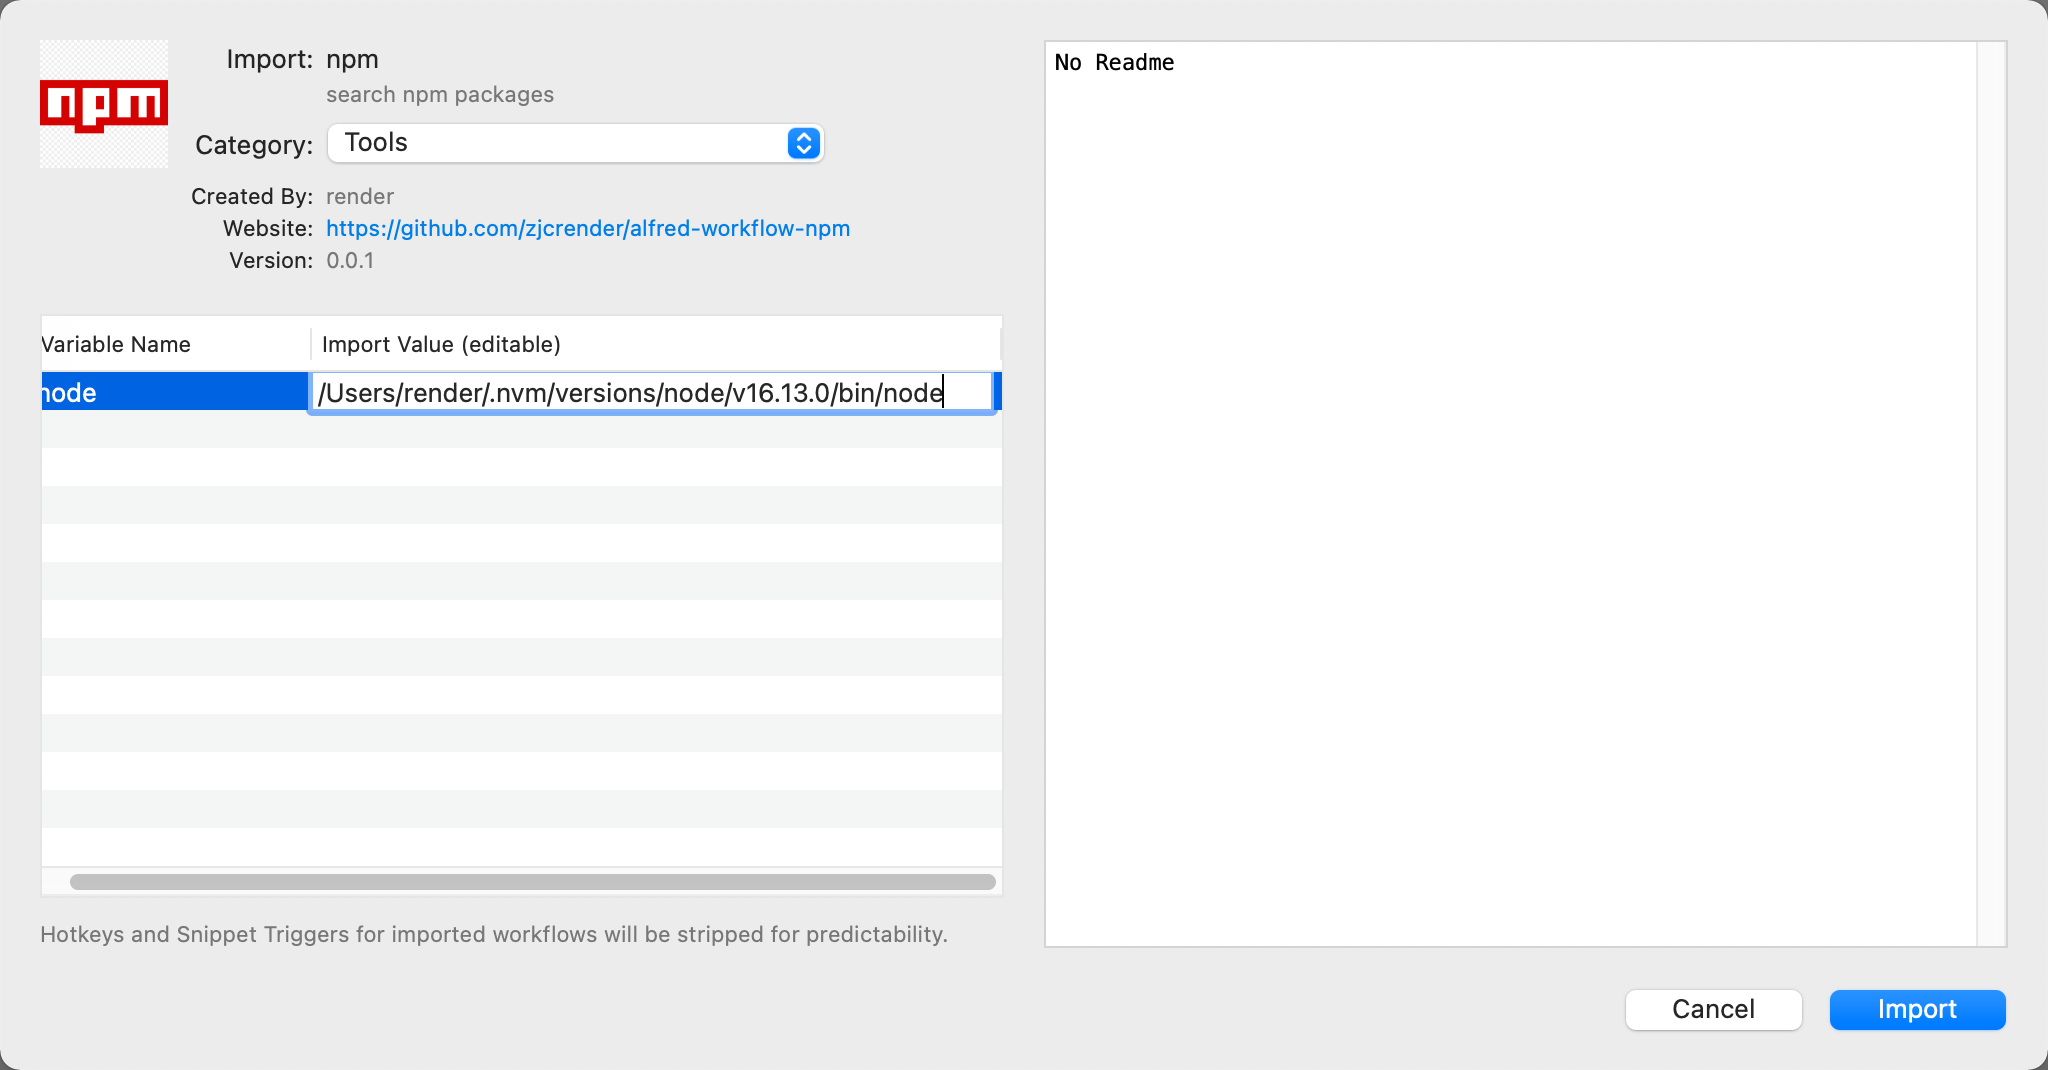 npm
Import: npm
search npm packages
Category: Tools
Created By: render
Website: https://github.com/zjcrender/alfred-workflow-npm
Version: 0.0.1
Variable Name Import Value (editable)
node /Users/render/.nvm/versions/node/v16.13.0/bin/node
Hotkeys and Snippet Triggers for imported workflows will be stripped for predictability.
No Readme
Cancel Import